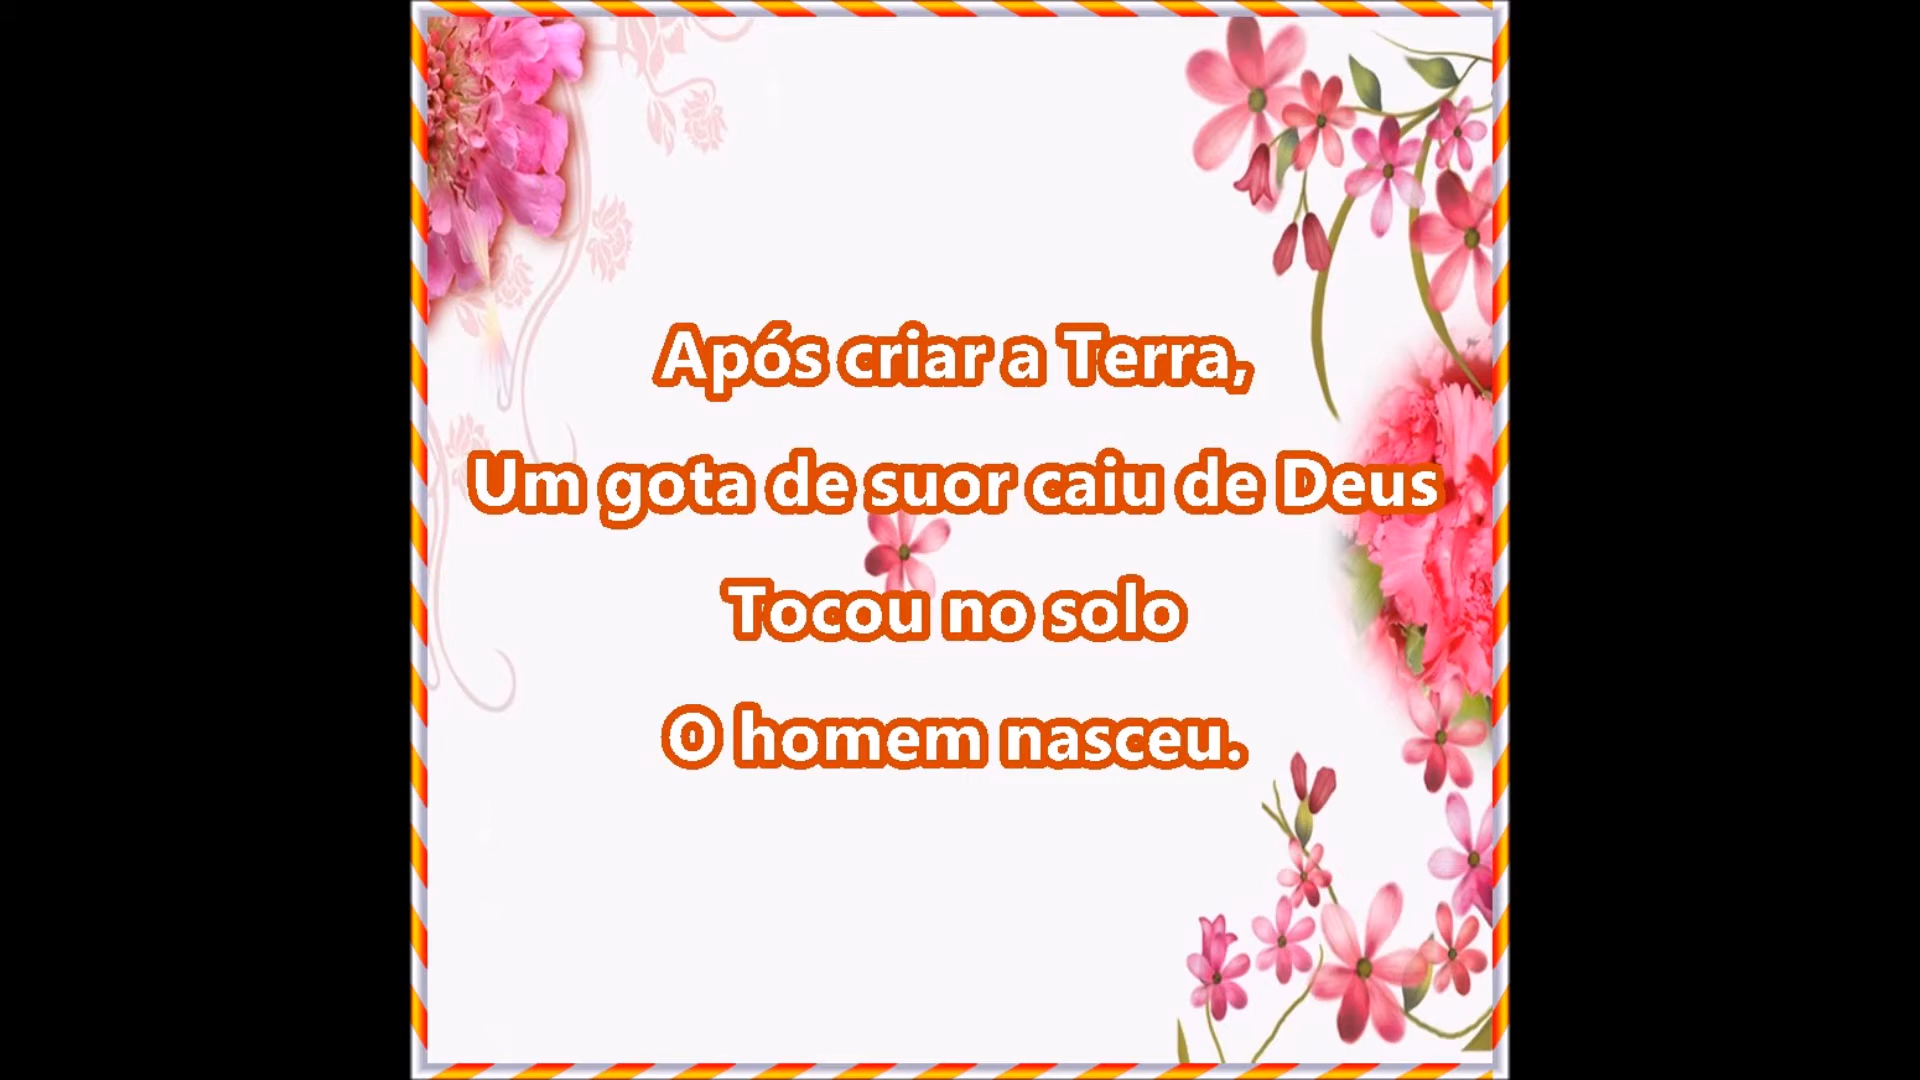 Após criar a Terra,
Um gota de suor caiu de Deus
Tocou no solo
O homem nasceu.